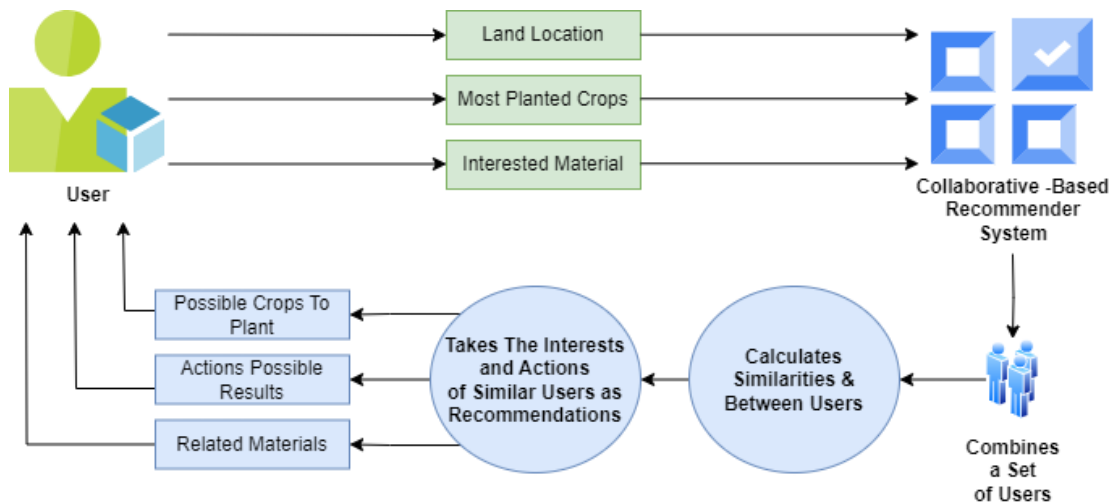 Land Location
Most Planted Crops
Interested Material
User
Collaborative -Based
Recommender
System
Possible Crops To
Plant
Actions Possible
Results
Related Materials
Takes The Interests
and Actions
of Similar Users as
Recommendations
Calculates
Similarities &
Between Users
Combines
a Set
of Users